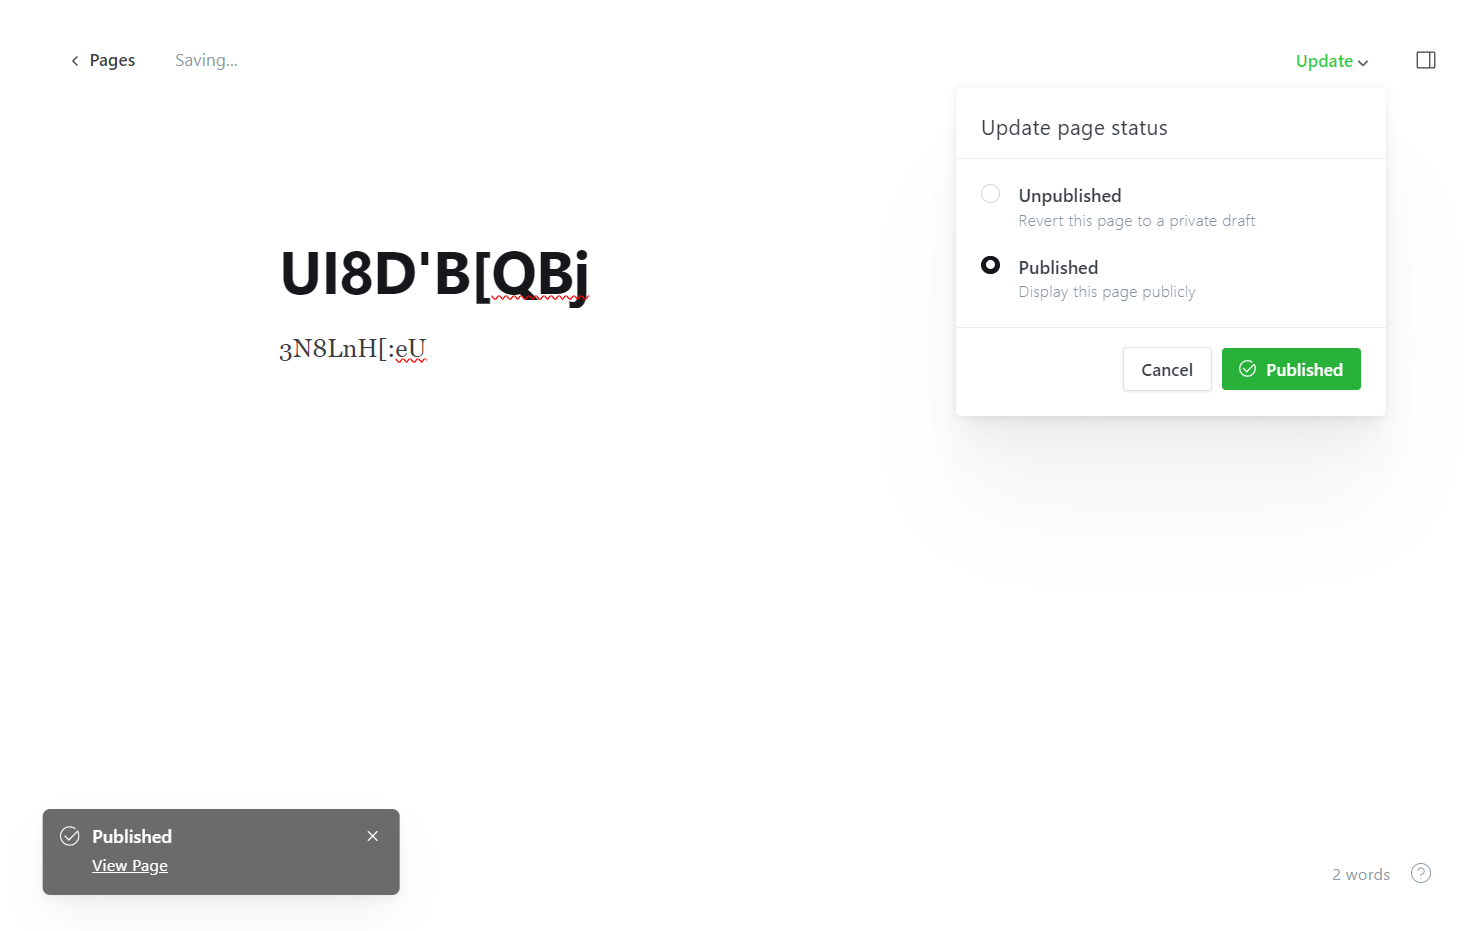 Pages
Saving...
Update
Update page status
Unpublished
Revert this page to a private draft
Published
Display this page publicly
Cancel
Published
UI8D'B[QBj
3N8LnH[:eU
Published
View Page
2 words